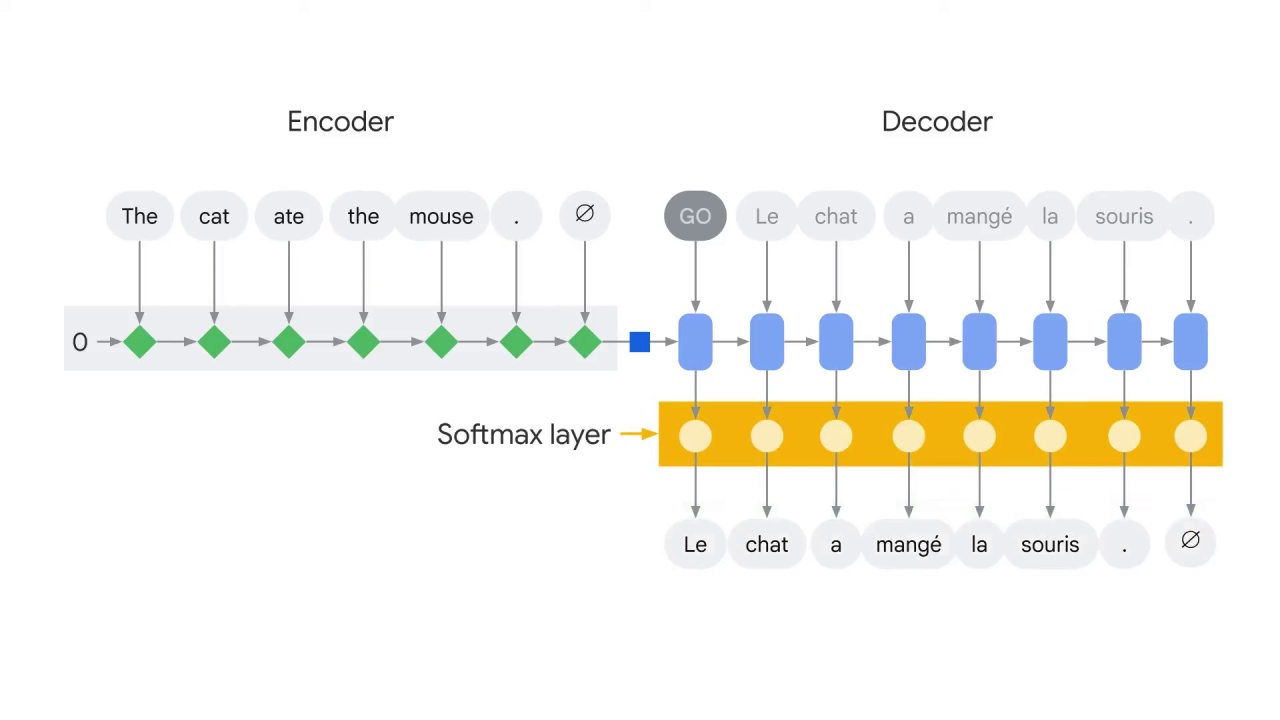 Encoder
Decoder
The cat ate the mouse . ∅
GO Le chat a mangé la souris .
0
Softmax layer
Le chat a mangé la souris . ∅